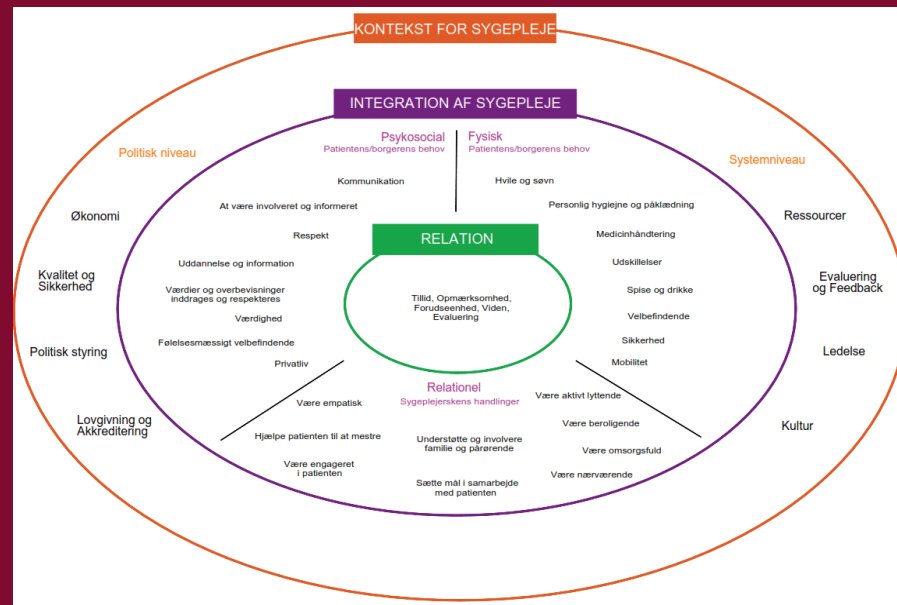 KONTEKST FOR SYGEPLEJE
INTEGRATION AF SYGEPLEJE
Psykosocial
Patientens/borgerens behov
Fysisk
Patientens/borgerens behov
Politisk niveau
Systemniveau
Økonomi
Kvalitet og
Sikkerhed
Politisk styring
Lovgivning og
Akkreditering
Kommunikation
At være involveret og informeret
Respekt
Uddannelse og information
Værdier og overbevisninger
inddrages og respekteres
Værdighed
Følelsesmæssigt velbefindende
Privatliv
RELATION
Tillid, Opmærksomhed,
Forudseenhed, Viden,
Evaluering
Hvile og søvn
Personlig hygiejne og påklædning
Medicinhåndtering
Udskillelser
Spise og drikke
Velbefindende
Sikkerhed
Mobilitet
Ressourcer
Evaluering
og Feedback
Ledelse
Kultur
Relationel
Sygeplejerskens handlinger
Være empatisk
Hjælpe patienten til at mestre
Være engageret
i patienten
Understøtte og involvere
familie og pårørende
Sætte mål i samarbejde
med patienten
Være aktivt lyttende
Være beroligende
Være omsorgsfuld
Være nærværende